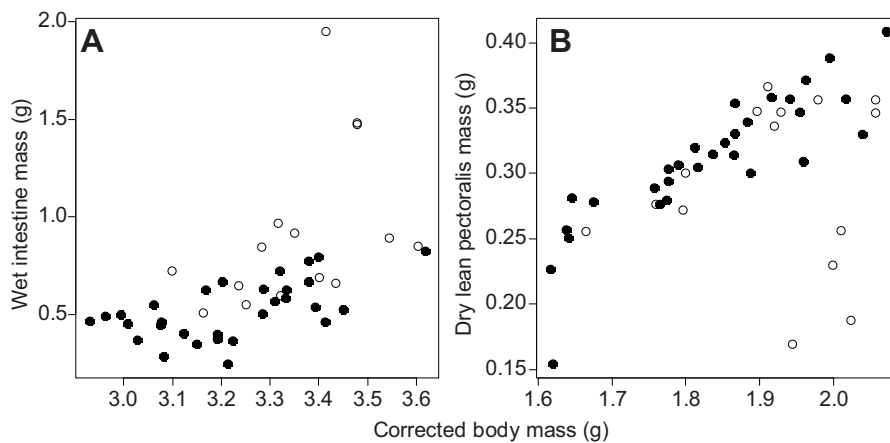 A
B
Wet intestine mass (g)
2.0
1.5
1.0
0.5
3.0 3.1 3.2 3.3 3.4 3.5 3.6
Dry lean pectoralis mass (g)
0.40
0.35
0.30
0.25
0.20
0.15
1.6 1.7 1.8 1.9 2.0
Corrected body mass (g)